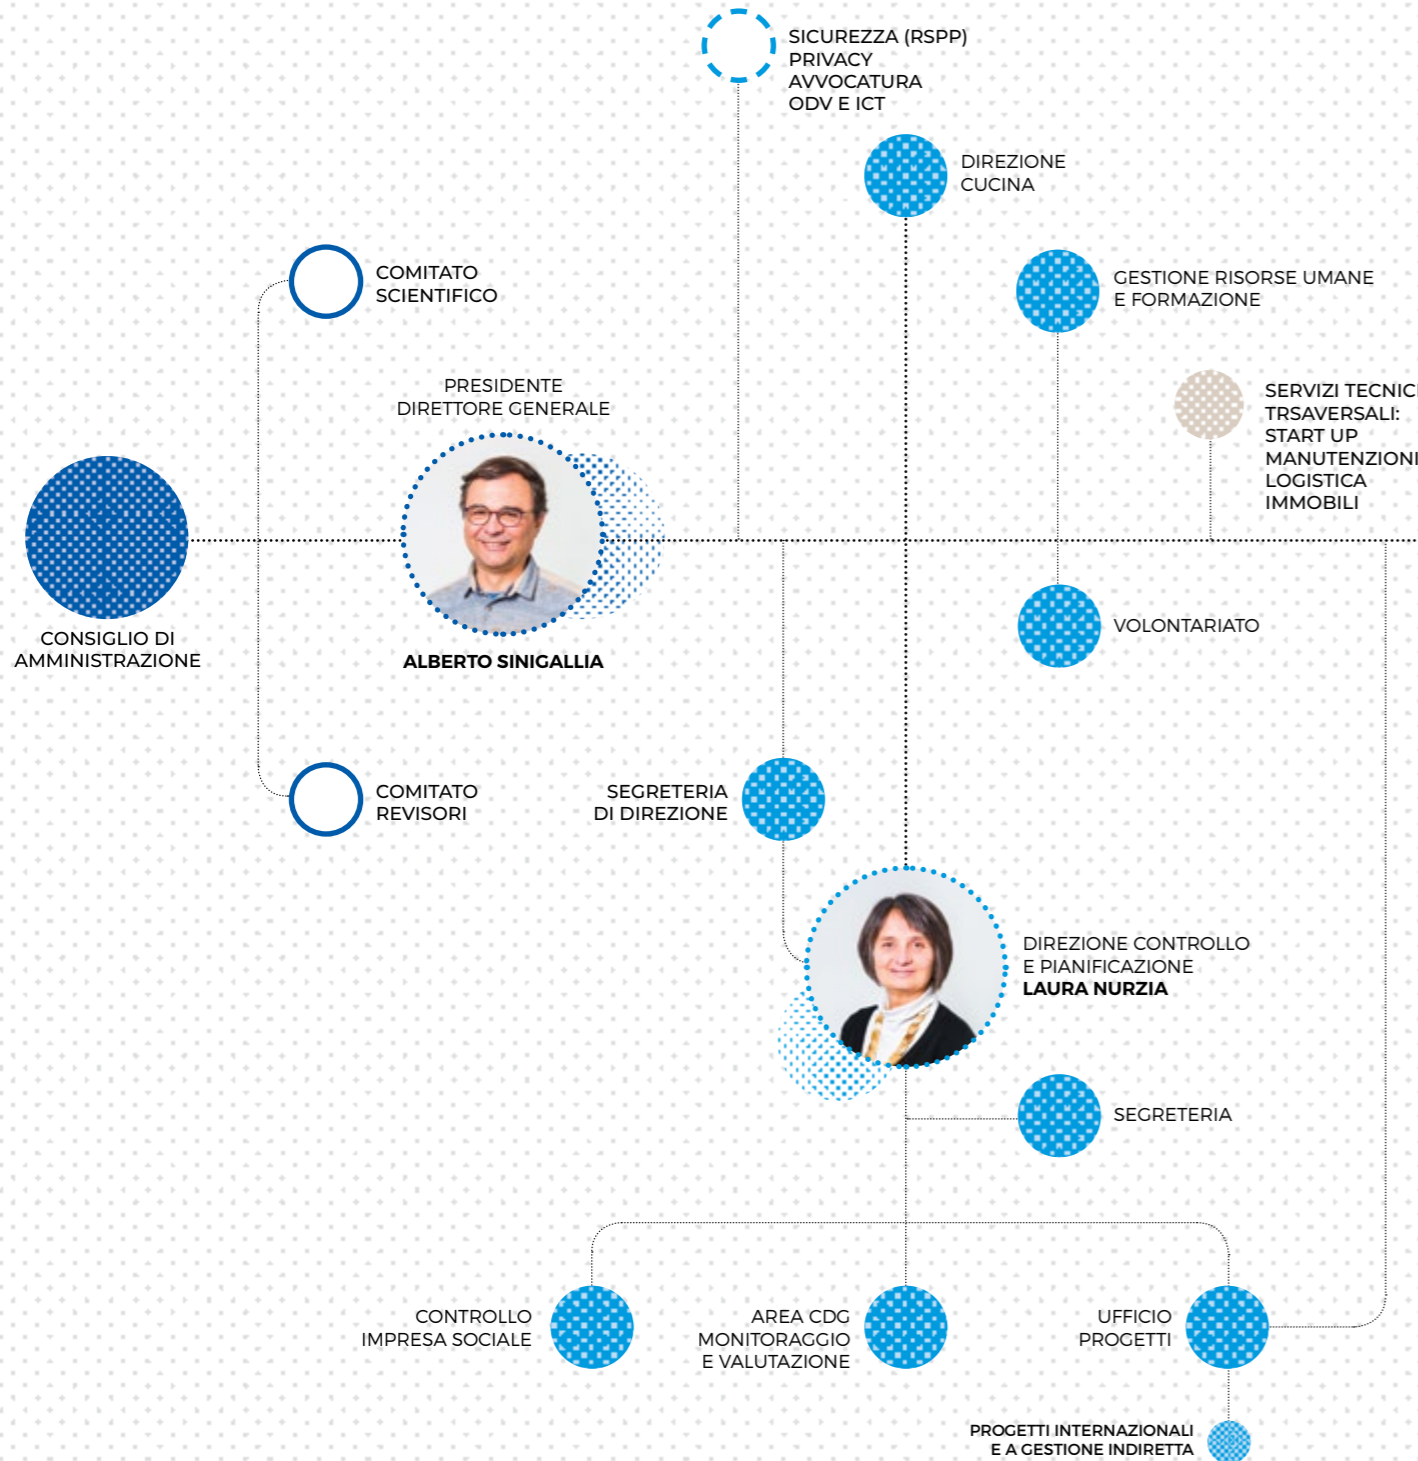 SICUREZZA (RSPP)
PRIVACY
AVVOCATURA
ODV E ICT
DIREZIONE
CUCINA
COMITATO
SCIENTIFICO
GESTIONE RISORSE UMANE
E FORMAZIONE
PRESIDENTE
DIRETTORE GENERALE
SERVIZI TECNICI
TRSAVERSALI:
START UP
MANUTENZIONI
LOGISTICA
IMMOBILI
CONSIGLIO DI
AMMINISTRAZIONE
ALBERTO SINIGALLIA
VOLONTARIATO
COMITATO
REVISORI
SEGRETERIA
DI DIREZIONE
DIREZIONE CONTROLLO
E PIANIFICAZIONE
LAURA NURZIA
SEGRETERIA
CONTROLLO
IMPRESA SOCIALE
AREA CDG
MONITORAGGIO
E VALUTAZIONE
UFFICIO
PROGETTI
PROGETTI INTERNAZIONALI
E A GESTIONE INDIRETTA